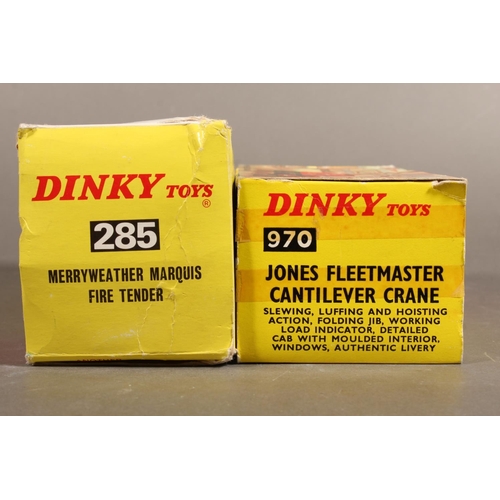 DINKY TOYS®
285
MERRYWEATHER MARQUIS
FIRE TENDER
DINKY TOYS
970
JONES FLEETMASTER
CANTILEVER CRANE
SLEWING, LUFFING AND HOISTING
ACTION, FOLDING JIB, WORKING
LOAD INDICATOR, DETAILED
CAB WITH MOULDED INTERIOR.
WINDOWS, AUTHENTIC LIVERY